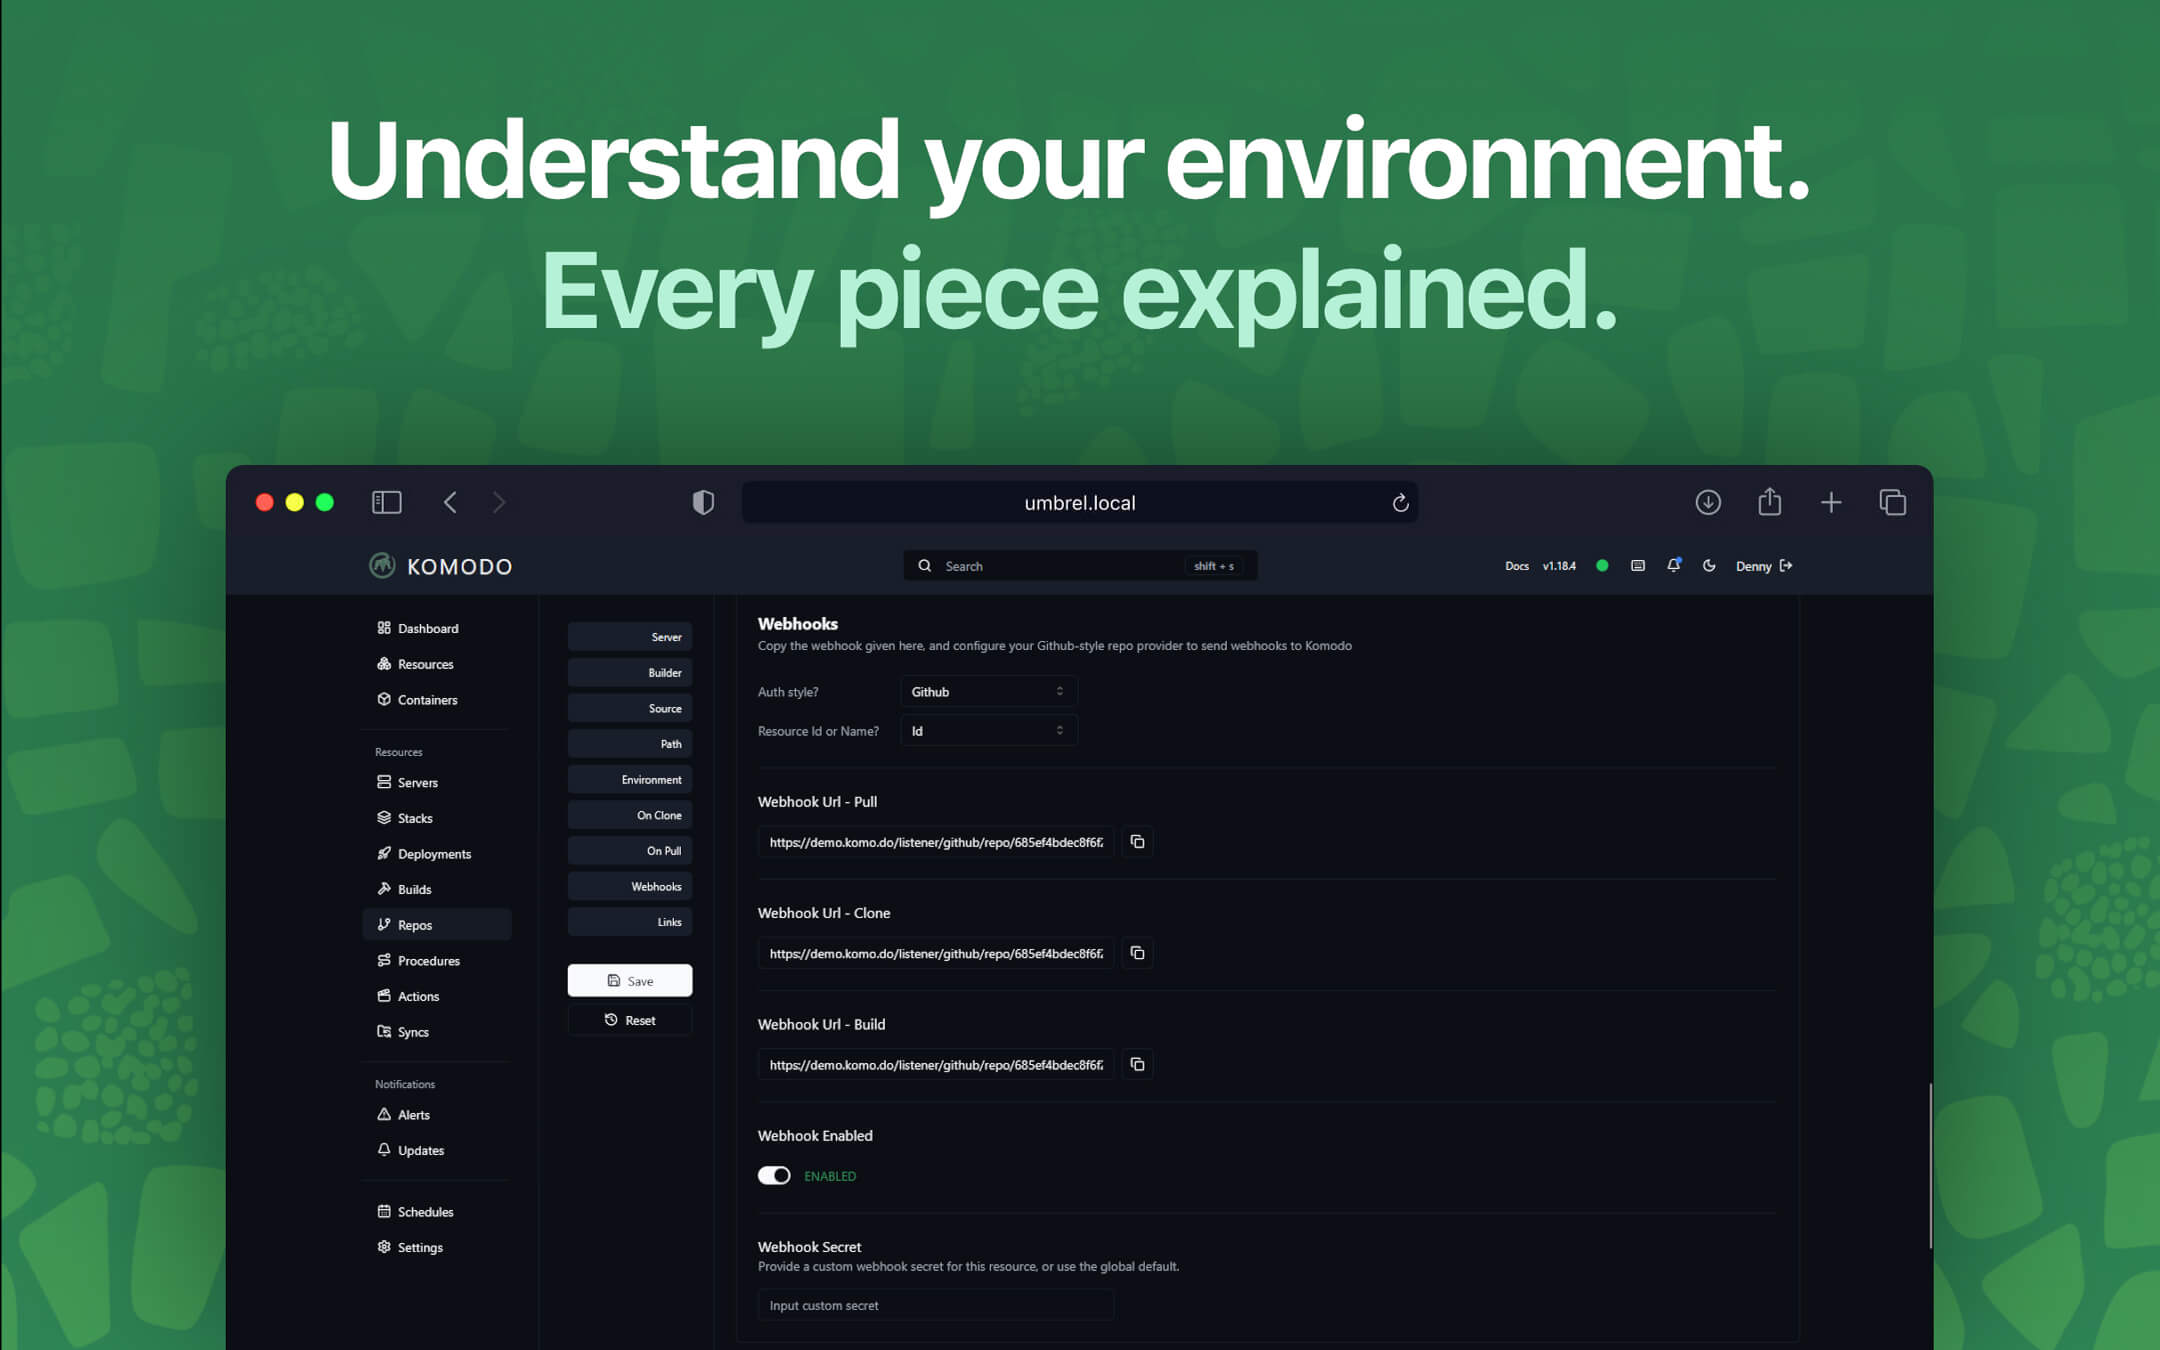 Understand your environment.
Every piece explained.
umbrel.local
KOMODO
Search
shift + s
Docs
v1.18.4
Denny
Dashboard
Resources
Containers
Resources
Servers
Stacks
Deployments
Builds
Repos
Procedures
Actions
Syncs
Notifications
Alerts
Updates
Schedules
Settings
Server
Builder
Source
Path
Environment
On Clone
On Pull
Webhooks
Links
Save
Reset
Webhooks
Copy the webhook given here, and configure your Github-style repo provider to send webhooks to Komodo
Auth style?
Github
Resource Id or Name?
Id
Webhook Url - Pull
https://demo.komo.do/listener/github/repo/685ef4bdec8f6f
Webhook Url - Clone
https://demo.komo.do/listener/github/repo/685ef4bdec8f6f
Webhook Url - Build
https://demo.komo.do/listener/github/repo/685ef4bdec8f6f
Webhook Enabled
ENABLED
Webhook Secret
Provide a custom webhook secret for this resource, or use the global default.
Input custom secret